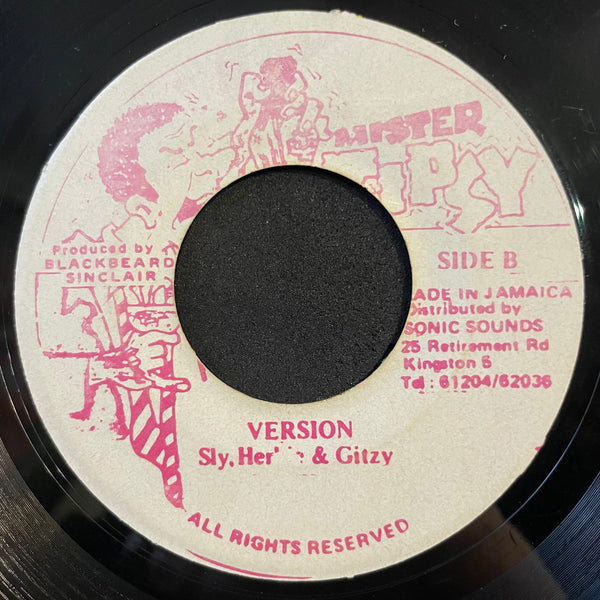 MISTER
TIPSY
Produced by
BLACKBEARD
SINCLAIR
SIDE B
ADE IN JAMAICA
Distributed by
SONIC SOUNDS
25 Retirement Rd
Kingston 5
Tel: 61204/62036
VERSION
Sly, & Gitzy
ALL RIGHTS RESERVED